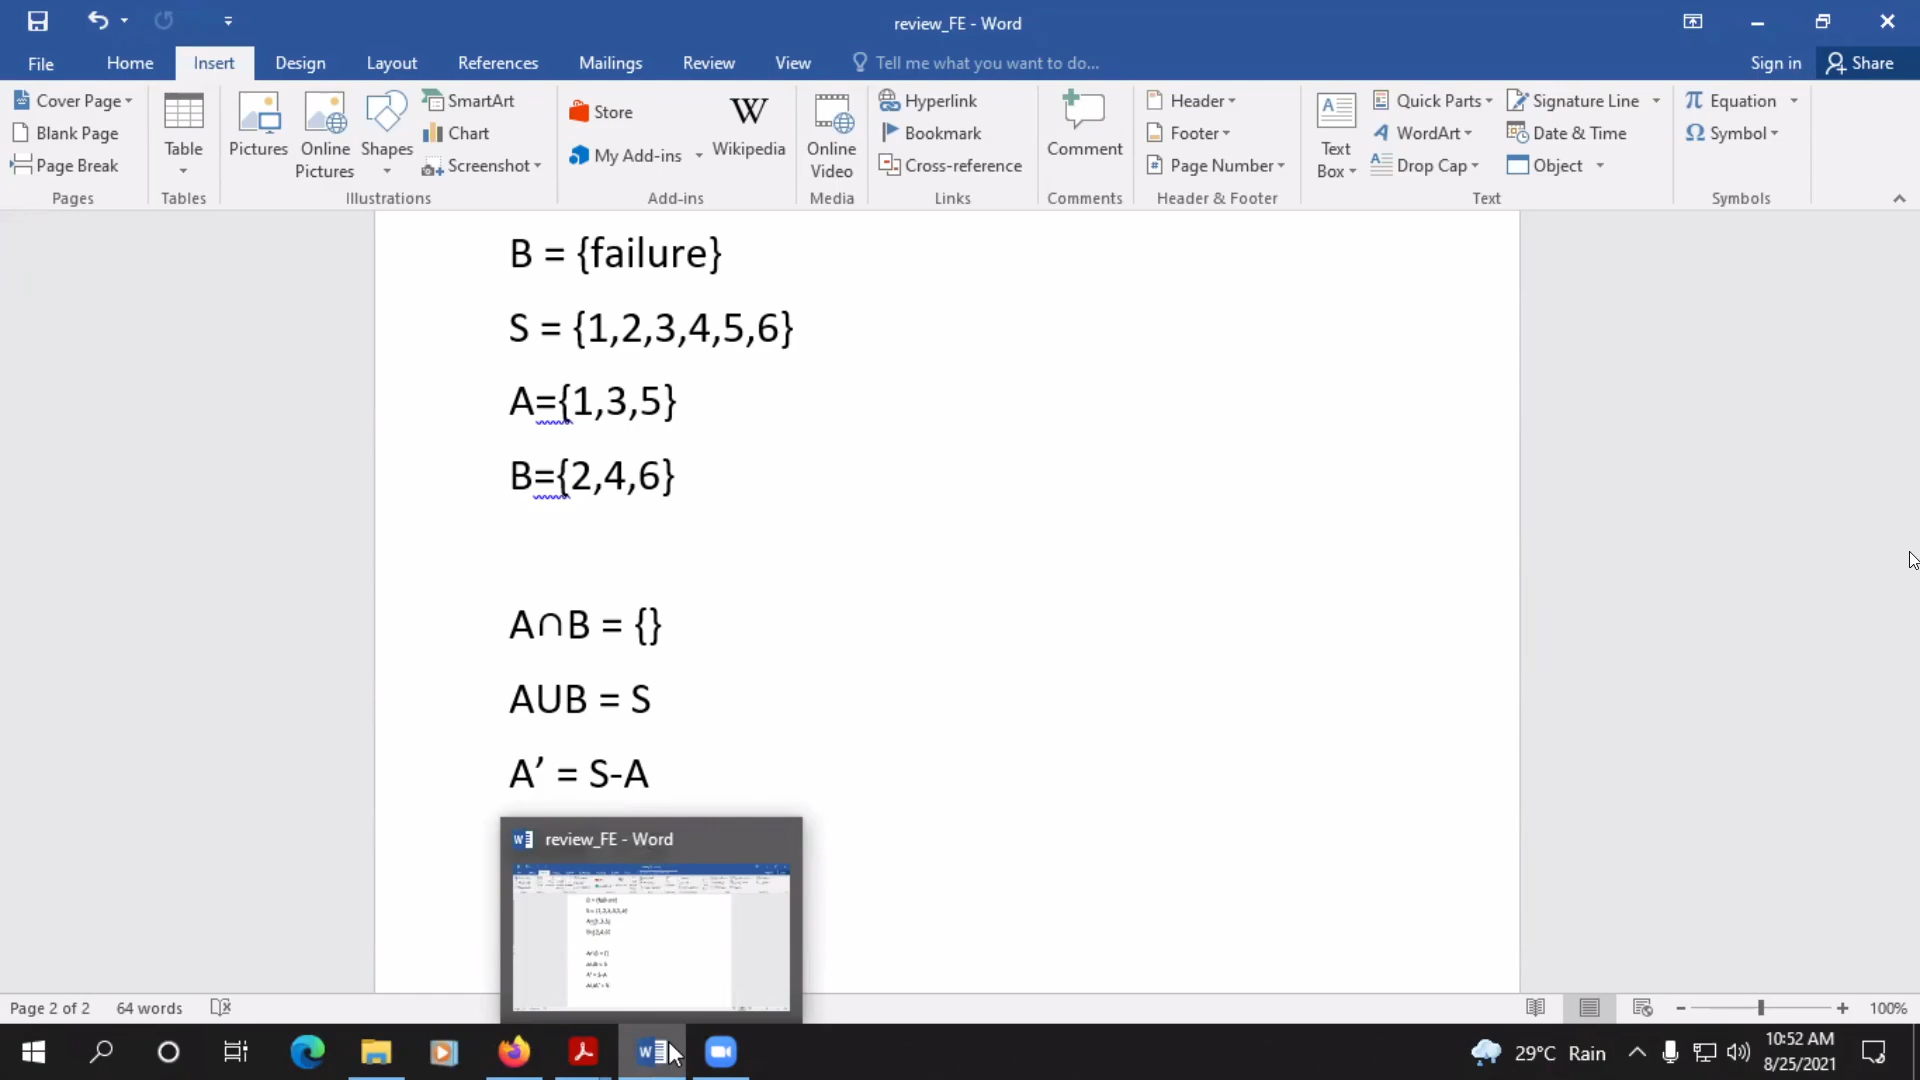 review_FE - Word
File Home Insert Design Layout References Mailings Review View Tell me what you want to do... Sign in Share
Cover Page
Blank Page
Page Break
Pages
Table
Tables
Pictures
Online Pictures
Shapes
SmartArt
Chart
Screenshot
Illustrations
Store
My Add-ins
W
Wikipedia
Add-ins
Online Video
Media
Hyperlink
Bookmark
Cross-reference
Links
Comment
Comments
Header
Footer
Page Number
Header & Footer
Text Box
Quick Parts
WordArt
Drop Cap
Signature Line
Date & Time
Object
Text
Equation
Symbol
Symbols
B = {failure}
S = {1,2,3,4,5,6}
A={1,3,5}
B={2,4,6}
A∩B = {}
AUB = S
A’ = S-A
review_FE - Word
Page 2 of 2 64 words 100%
29°C Rain
10:52 AM
8/25/2021